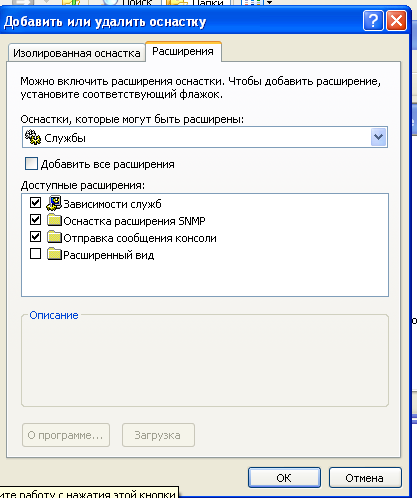 Поиск
Папки
Добавить или удалить оснастку
Изолированная оснастка
Расширения
Можно включить расширения оснастки. Чтобы добавить расширение,
установите соответствующий флажок.
Оснастки, которые могут быть расширены:
Службы
Добавить все расширения
Доступные расширения:
Зависимости служб
Оснастка расширения SNMP
Отправка сообщения консоли
Расширенный вид
Описание
О программе...
Загрузка
OK
Отмена
работу с нажатия этой кнопки